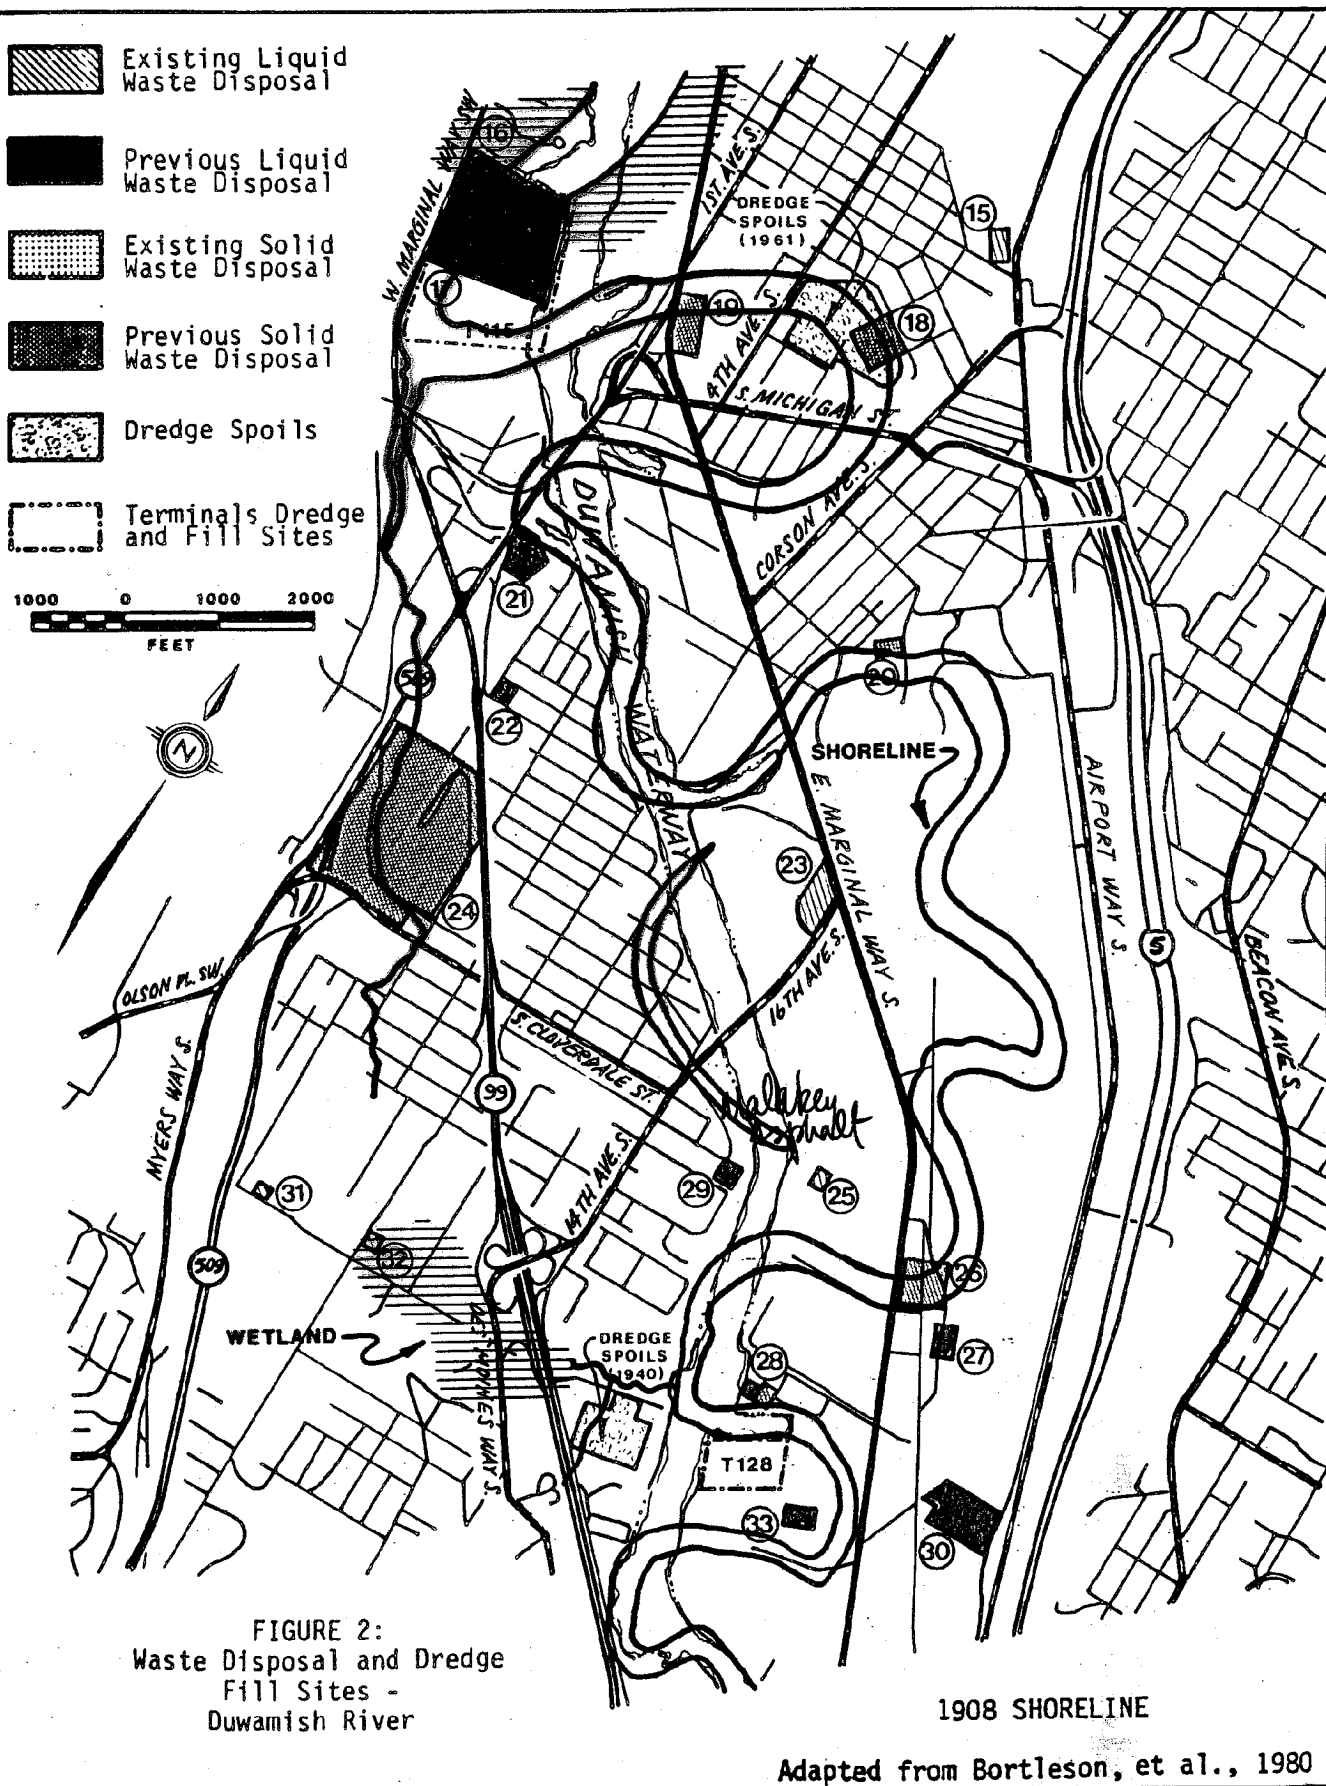 Existing Liquid
Waste Disposal
Previous Liquid
Waste Disposal
Existing Solid
Waste Disposal
Previous Solid
Waste Disposal
Dredge Spoils
Terminals Dredge
and Fill Sites
1000 0 1000 2000
FEET
N
W. MARGINAL WAY SW
16
17
T115
1ST. AVE. S.
DREDGE
SPOILS
(1961)
15
19
18
4TH AVE. S.
S. MICHIGAN ST.
CORSON AVE. S.
DUWAMISH WATERWAY
21
20
22
509
SHORELINE
E. MARGINAL WAY S.
AIRPORT WAY S.
23
24
5
BEACON AVE S.
OLSON PL. SW.
16TH AVE. S.
S. CLOVERDALE ST.
MYERS WAY S.
99
Malakey
Asphalt
14TH AVE. S.
29
25
31
32
509
26
WETLAND
DES MOINES WAY S.
DREDGE
SPOILS
(1940)
28
27
T128
33
30
FIGURE 2:
Waste Disposal and Dredge
Fill Sites -
Duwamish River
1908 SHORELINE
Adapted from Bortleson, et al., 1980